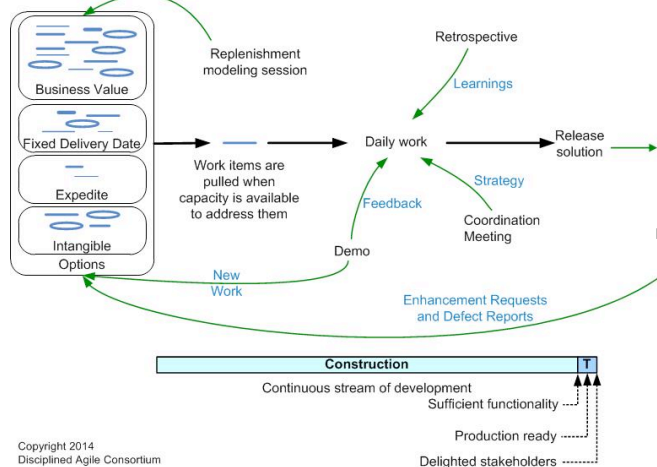 Business Value
Fixed Delivery Date
Expedite
Intangible
Options
Replenishment
modeling session
Work items are
pulled when
capacity is available
to address them
Retrospective
Learnings
Daily work
Feedback
Strategy
Coordination
Meeting
Demo
New
Work
Release
solution
Enhancement Requests
and Defect Reports
Construction
T
Continuous stream of development
Sufficient functionality
Production ready
Delighted stakeholders
Copyright 2014
Disciplined Agile Consortium